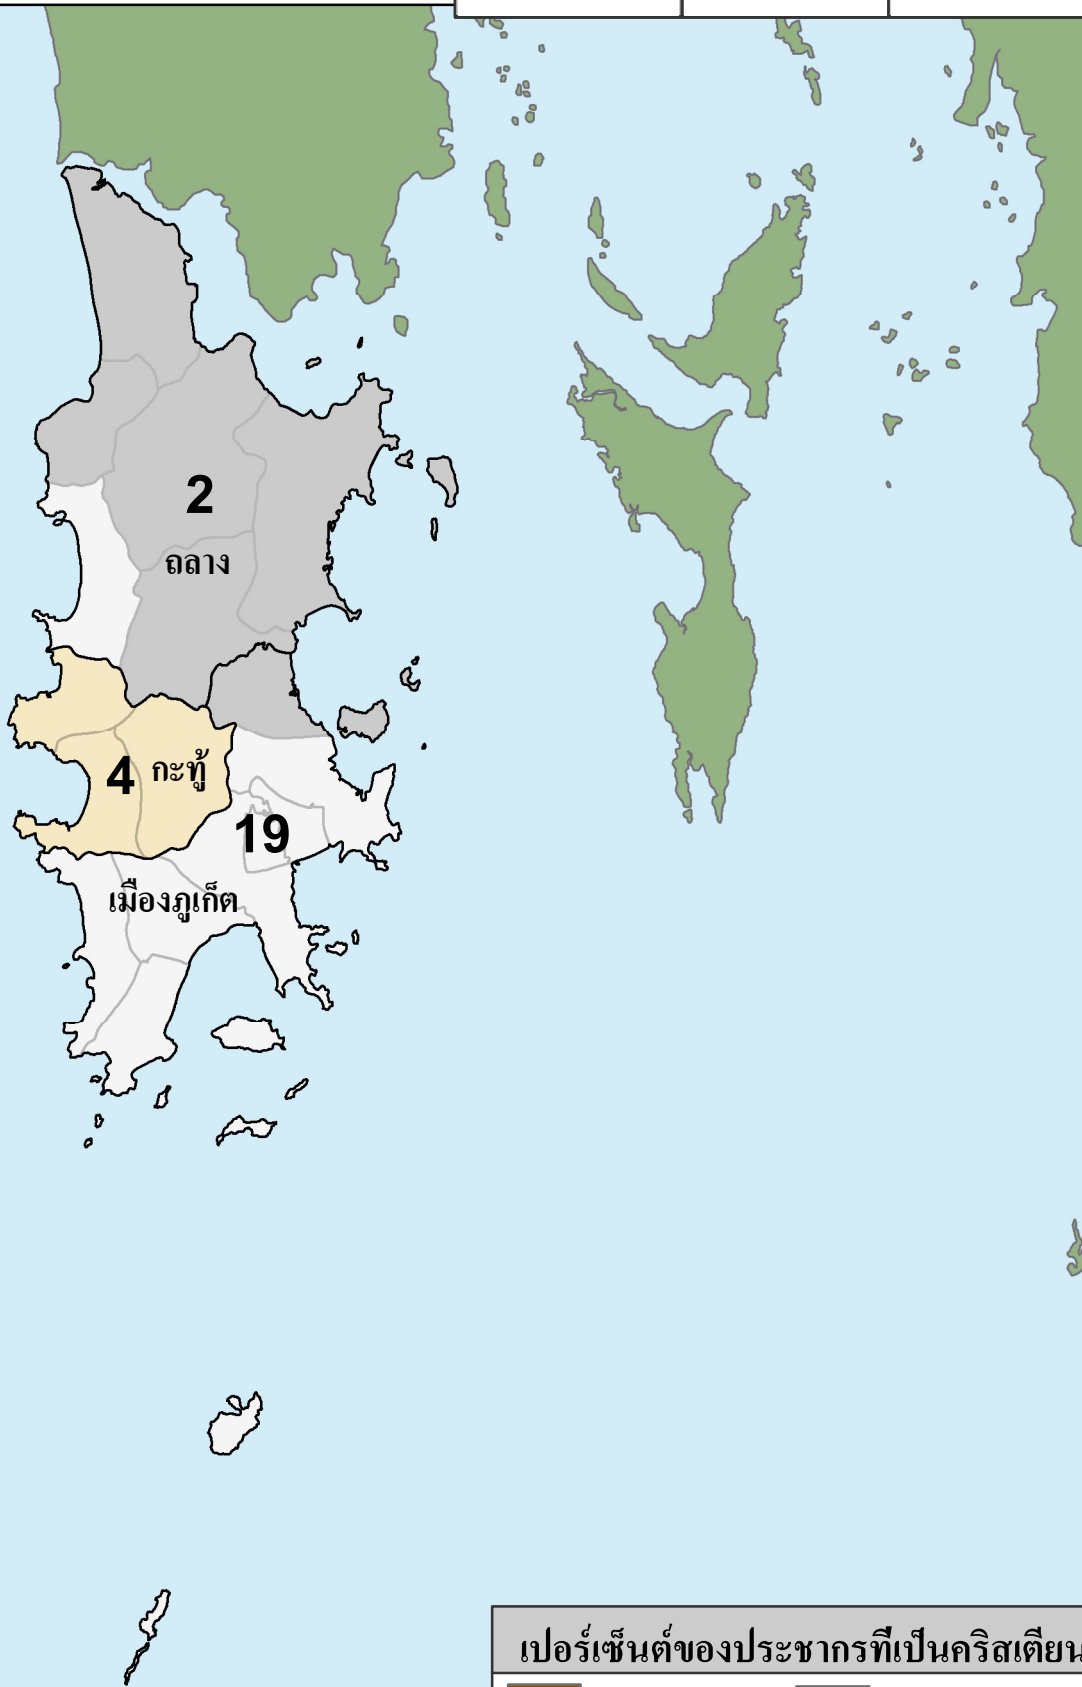 2
ถลาง
4 กะทู้
19
เมืองภูเก็ต
เปอร์เซ็นต์ของประชากรที่เป็นคริสเตียน